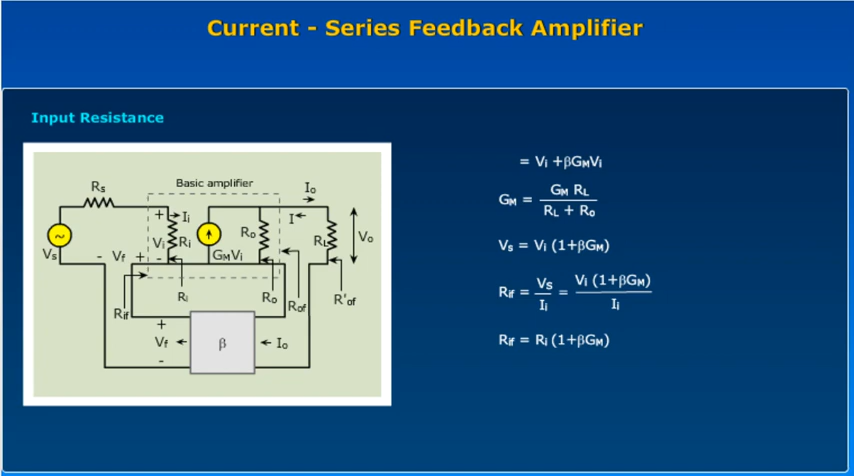 Current - Series Feedback Amplifier
Input Resistance
Basic amplifier
Rs
Io
+ Ii
I
Vs
- Vf +
Vi
Ri
-
GMVi
Ro
RL
Vo
Rif
Ri
Ro
Rof
R'of
+
Vf
-
β
Io
= Vi +βGMVi
GM = GM RL / RL + Ro
Vs = Vi (1+βGM)
Rif = Vs / Ii = Vi (1+βGM) / Ii
Rif = Ri (1+βGM)